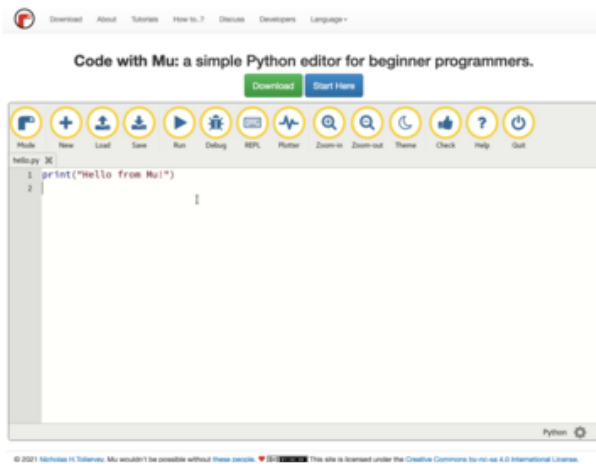 Download About Tutorials How to..? Discuss Developers Language
Code with Mu: a simple Python editor for beginner programmers.
Download Start Here
Mode New Load Save Run Debug REPL Plotter Zoom-in Zoom-out Theme Check Help Quit
hello.py
1 print("Hello from Mu!")
2
Python
© 2021 Nicholas H.Tollervey. Mu wouldn't be possible without these people. This site is licensed under the Creative Commons by-nc-sa 4.0 International License.